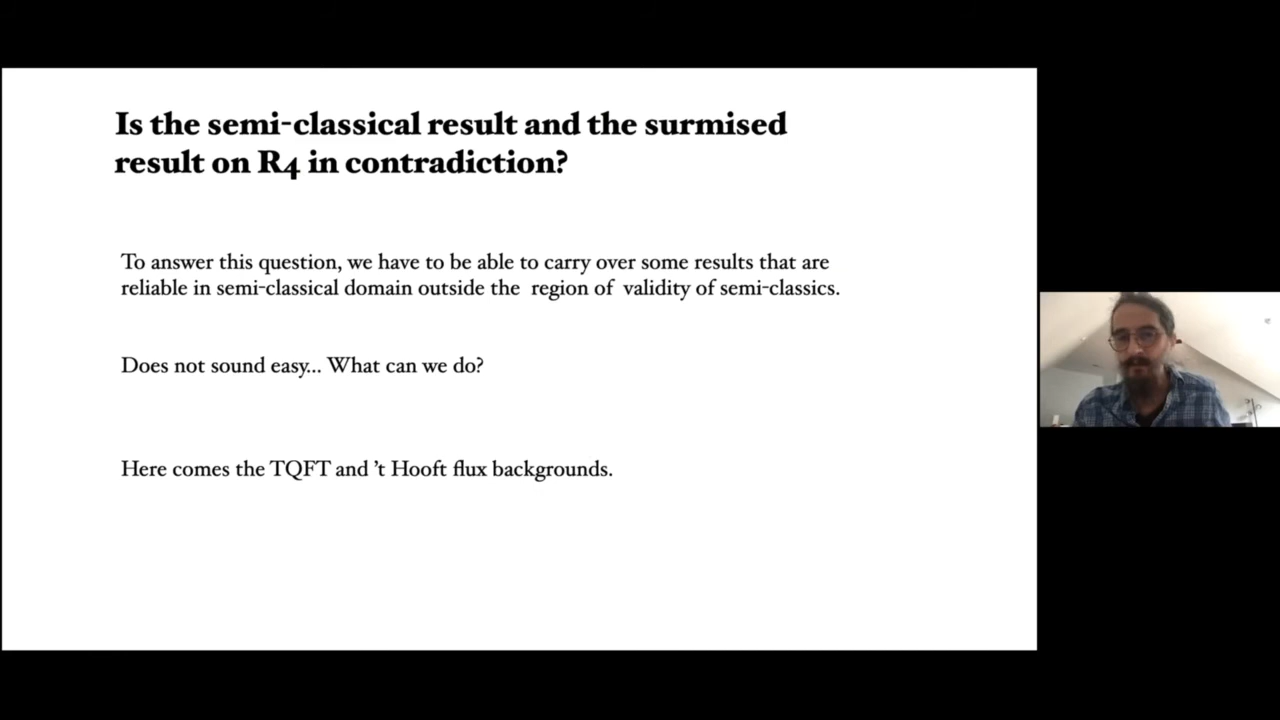 Is the semi-classical result and the surmised
result on R4 in contradiction?
To answer this question, we have to be able to carry over some results that are
reliable in semi-classical domain outside the region of validity of semi-classics.
Does not sound easy... What can we do?
Here comes the TQFT and 't Hooft flux backgrounds.